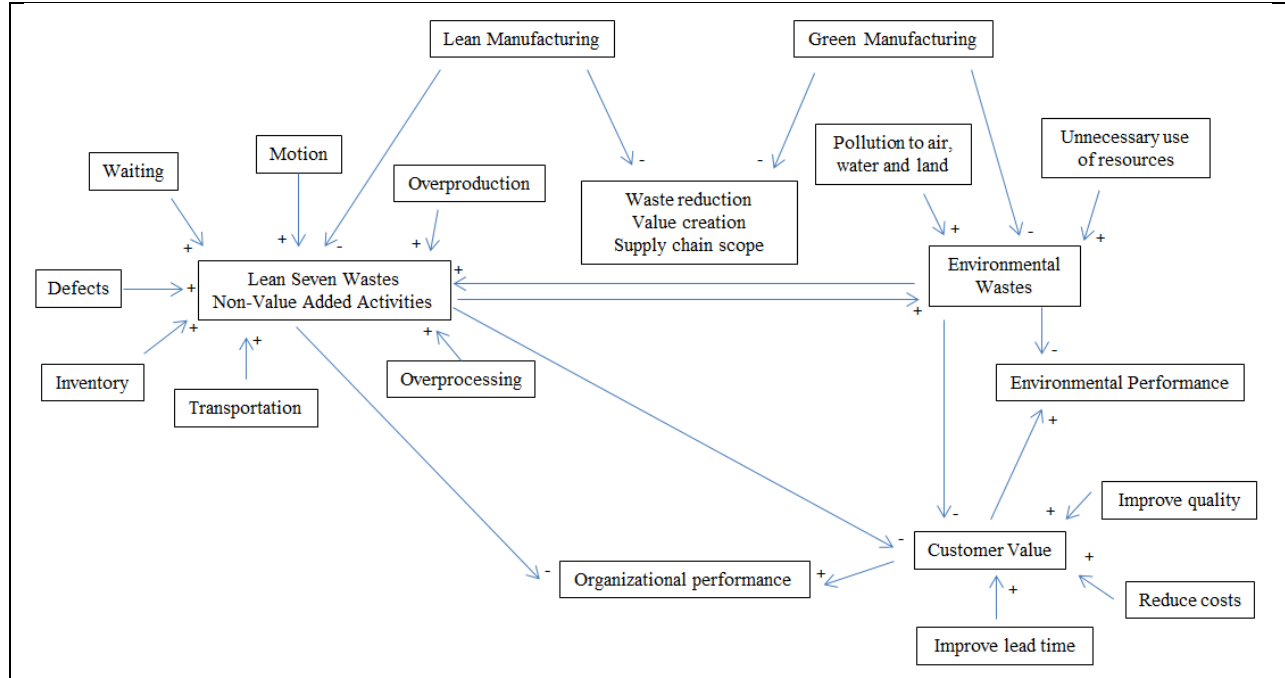 Lean Manufacturing
Green Manufacturing
Pollution to air,
water and land
Unnecessary use
of resources
Motion
Waiting
Overproduction
-
-
Waste reduction
Value creation
Supply chain scope
+
+
-
+
+
-
+
Defects
+
Lean Seven Wastes
Non-Value Added Activities
+
Environmental
Wastes
+
+
+
+
Inventory
Transportation
Overprocessing
-
Environmental Performance
+
Improve quality
-
+
-
Customer Value
+
-
Organizational performance
+
+
Reduce costs
Improve lead time